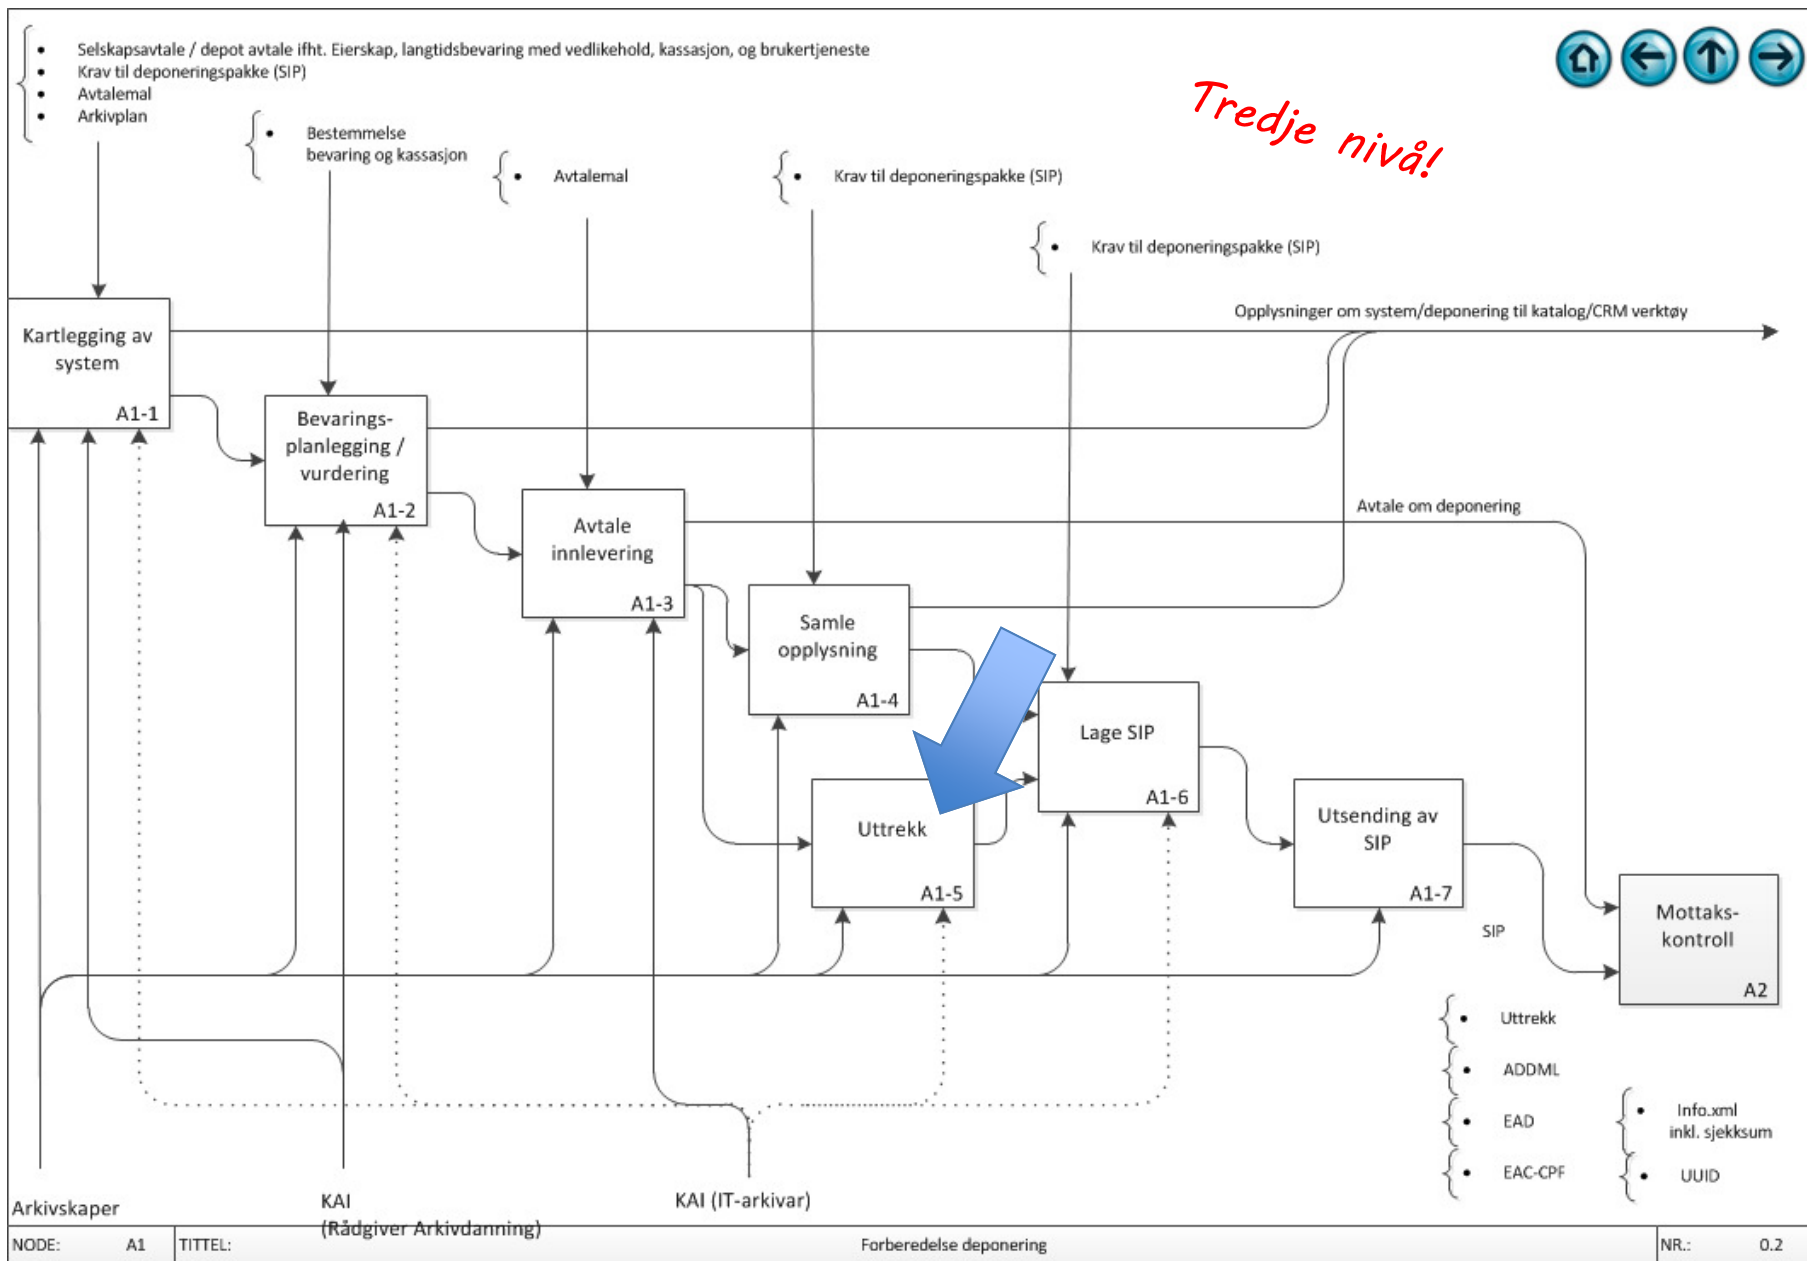 Selskapsavtale / depot avtale ifht. Eierskap, langtidsbevaring med vedlikehold, kassasjon, og brukertjeneste
Krav til deponeringspakke (SIP)
Avtalemal
Arkivplan
Tredje nivå!
Bestemmelse
bevaring og kassasjon
Avtalemal
Krav til deponeringspakke (SIP)
Krav til deponeringspakke (SIP)
Opplysninger om system/deponering til katalog/CRM verktøy
Kartlegging av
system
A1-1
Bevarings-
planlegging /
vurdering
A1-2
Avtale
innlevering
A1-3
Avtale om deponering
Samle
opplysning
A1-4
Lage SIP
A1-6
Uttrekk
A1-5
Utsending av
SIP
A1-7
SIP
Mottaks-
kontroll
A2
Uttrekk
ADDML
EAD
EAC-CPF
Info.xml
inkl. sjekksum
UUID
Arkivskaper
KAI
(Rådgiver Arkivdanning)
KAI (IT-arkivar)
NODE: A1 TITTEL: Forberedelse deponering NR.: 0.2